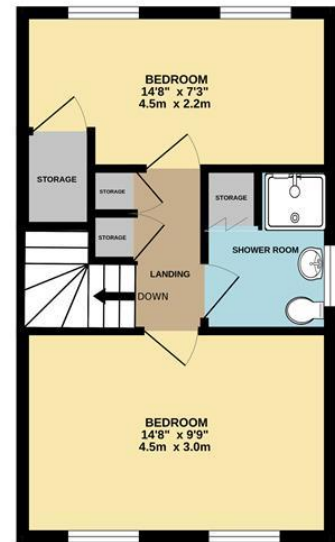 BEDROOM
14'8" x 7'3"
4.5m x 2.2m
STORAGE
STORAGE
STORAGE
STORAGE
SHOWER ROOM
LANDING
DOWN
BEDROOM
14'8" x 9'9"
4.5m x 3.0m